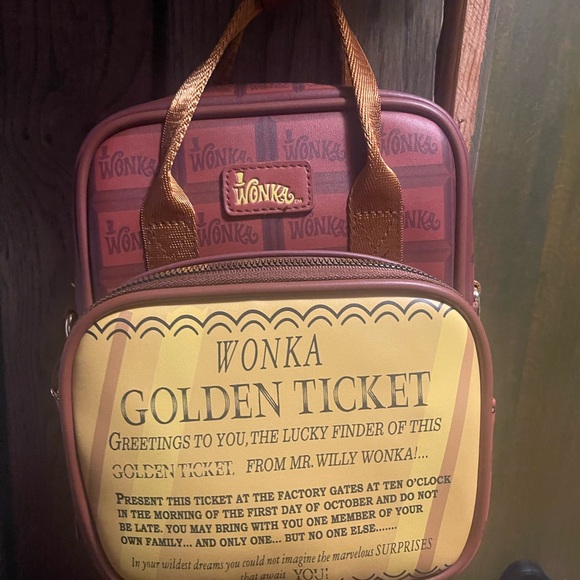 WONKA WONKA WONKA
WONKA™
WONKA WONKA WONKA
WONKA
GOLDEN TICKET
GREETINGS TO YOU, THE LUCKY FINDER OF THIS
GOLDEN TICKET, FROM MR. WILLY WONKA!...
PRESENT THIS TICKET AT THE FACTORY GATES AT TEN O'CLOCK
IN THE MORNING OF THE FIRST DAY OF OCTOBER AND DO NOT
BE LATE. YOU MAY BRING WITH YOU ONE MEMBER OF YOUR
OWN FAMILY... AND ONLY ONE... BUT NO ONE ELSE.......
In your wildest dreams you could not imagine the marvelous SURPRISES
that await YOU!